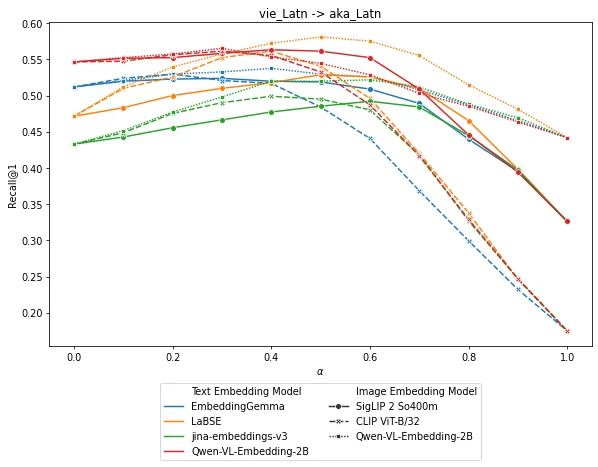 vie_Latn -> aka_Latn
0.60
0.55
0.50
0.45
0.40
0.35
0.30
0.25
0.20
Recall@1
0.0 0.2 0.4 0.6 0.8 1.0
α
Text Embedding Model
EmbeddingGemma
LaBSE
jina-embeddings-v3
Qwen-VL-Embedding-2B
Image Embedding Model
SigLIP 2 So400m
CLIP ViT-B/32
Qwen-VL-Embedding-2B